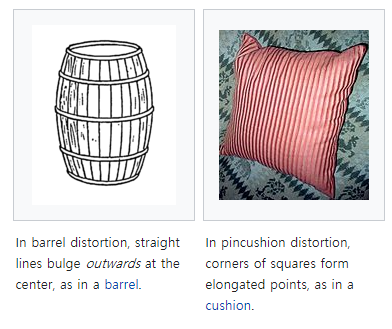 In barrel distortion, straight
lines bulge outwards at the
center, as in a barrel.
In pincushion distortion,
corners of squares form
elongated points, as in a
cushion.